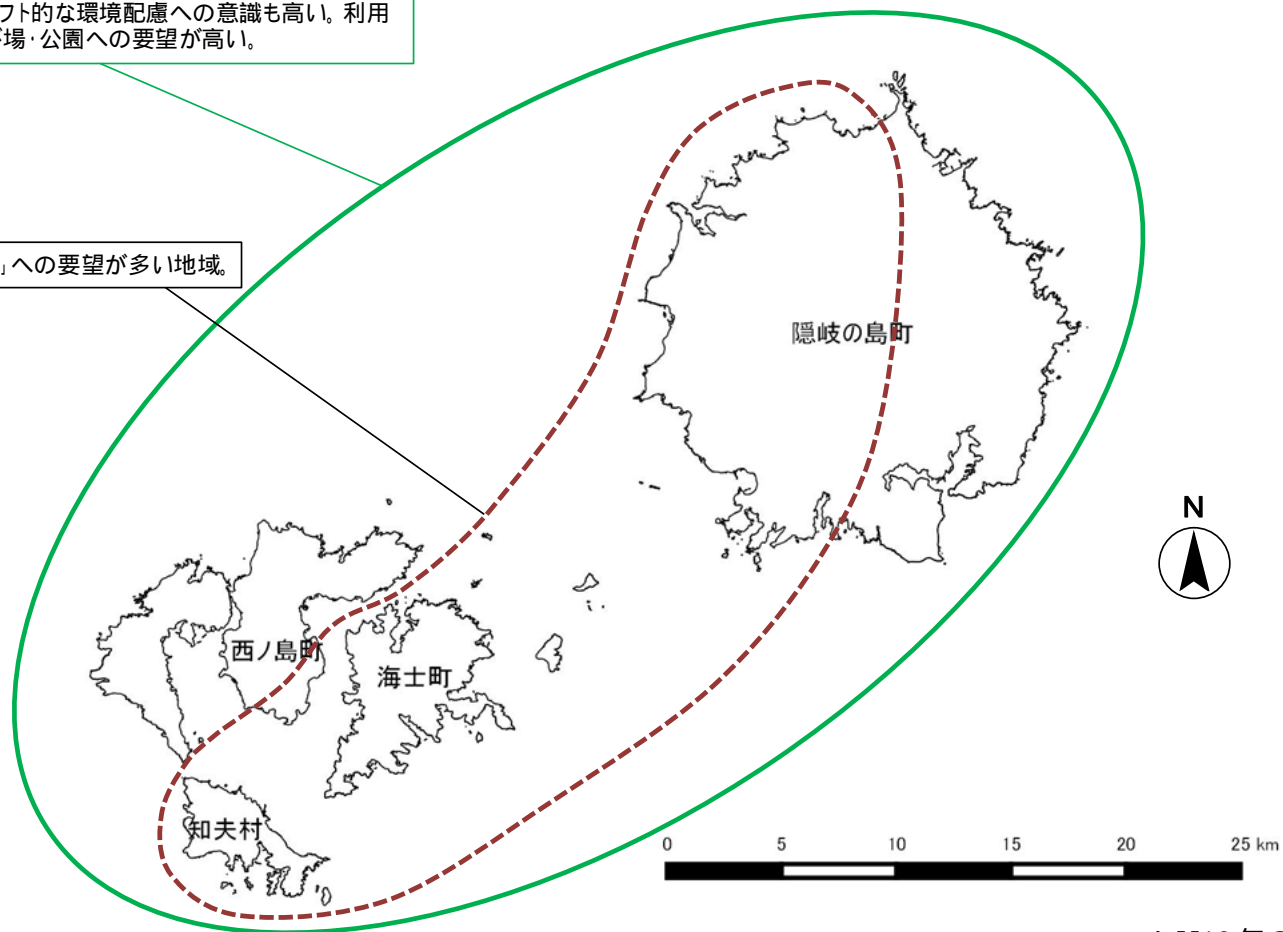 フト的な環境配慮への意識も高い。利用
場・公園への要望が高い。
」への要望が多い地域。
隠岐の島町
西ノ島町
海士町
知夫村
N
0 5 10 15 20 25 km